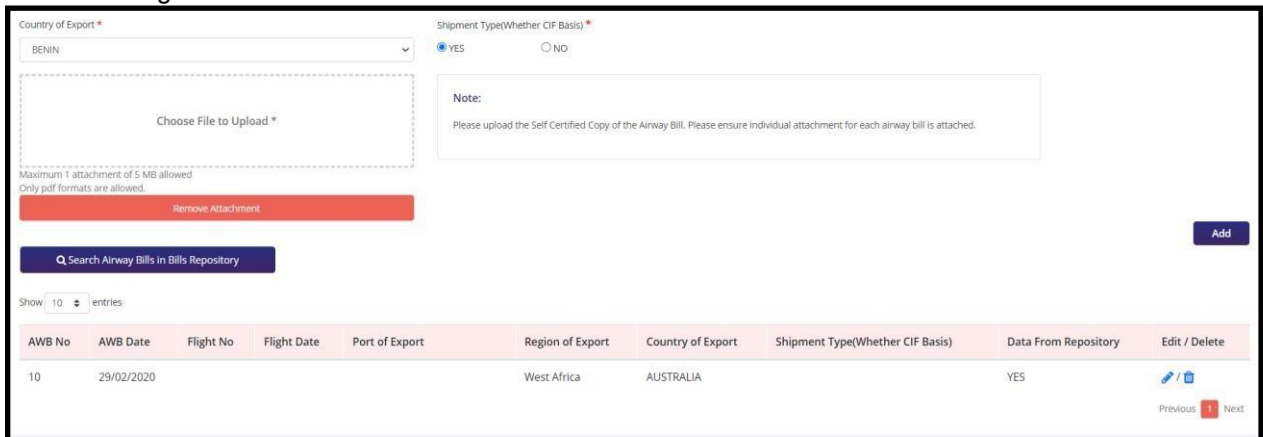 Country of Export *
Shipment Type(Whether CIF Basis) *
BENIN
YES
NO
Choose File to Upload *
Note:
Please upload the Self Certified Copy of the Airway Bill. Please ensure individual attachment for each airway bill is attached.
Maximum 1 attachment of 5 MB allowed
Only pdf formats are allowed.
Remove Attachment
Add
Search Airway Bills in Bills Repository
Show 10 entries
AWB No AWB Date Flight No Flight Date Port of Export Region of Export Country of Export Shipment Type(Whether CIF Basis) Data From Repository Edit / Delete
10 29/02/2020 West Africa AUSTRALIA YES /
Previous 1 Next